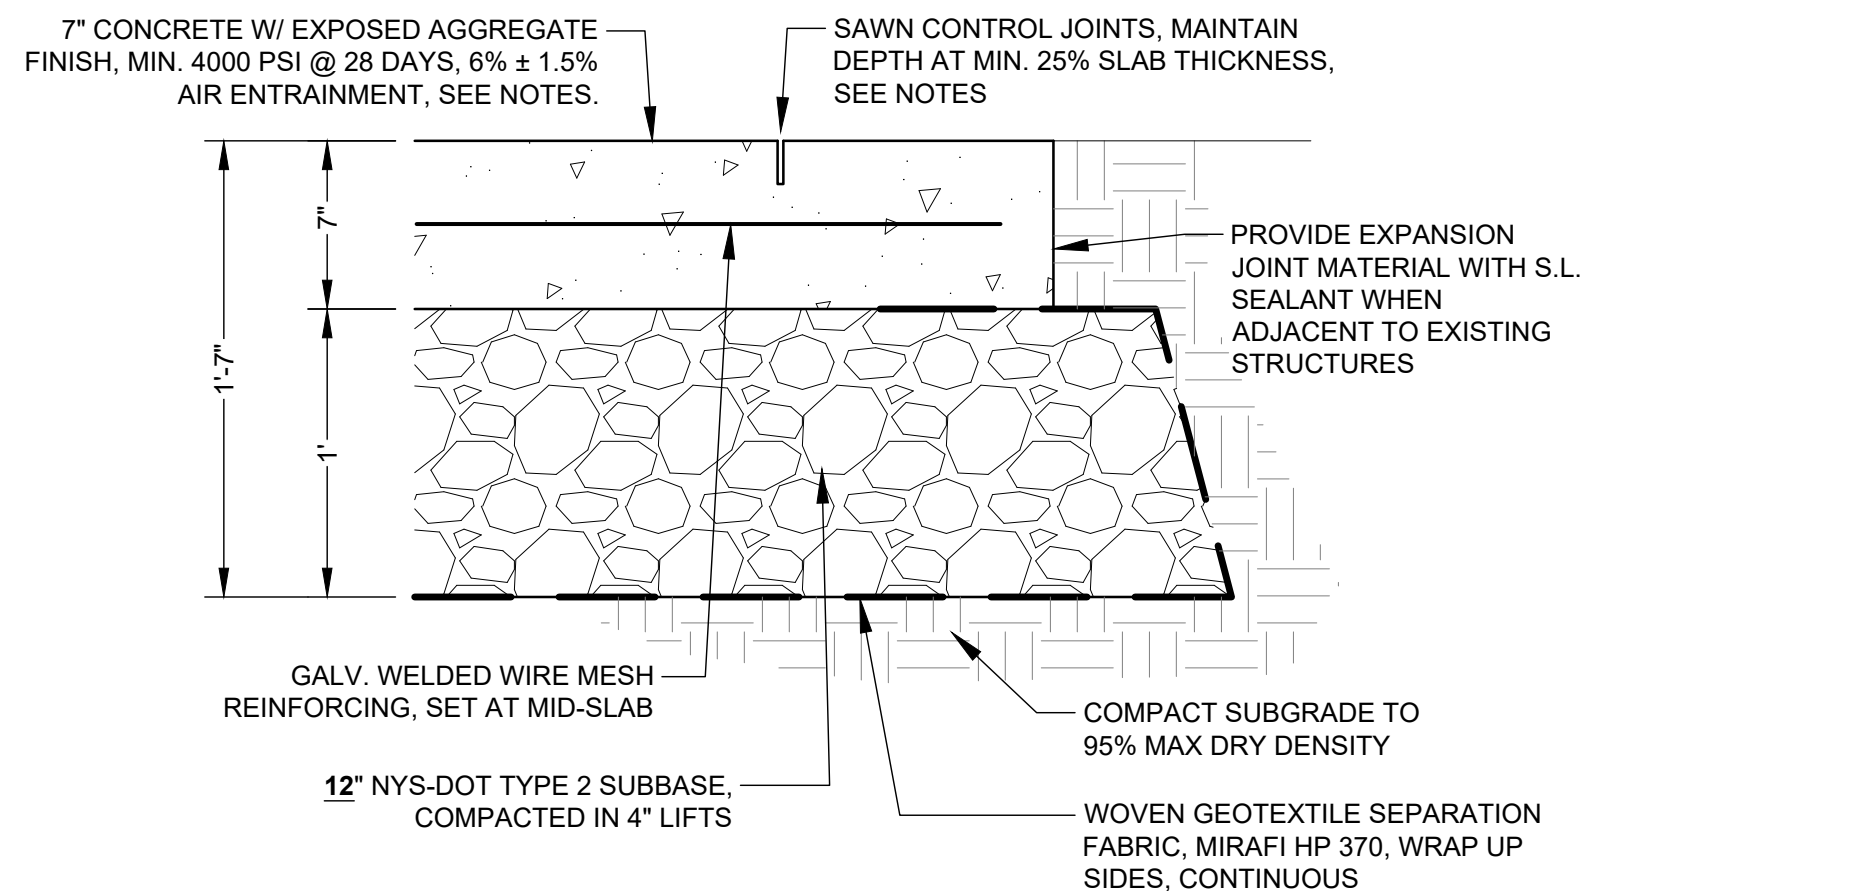 7" CONCRETE W/ EXPOSED AGGREGATE
FINISH, MIN. 4000 PSI @ 28 DAYS, 6% ± 1.5%
AIR ENTRAINMENT, SEE NOTES.
SAWN CONTROL JOINTS, MAINTAIN
DEPTH AT MIN. 25% SLAB THICKNESS,
SEE NOTES
7"
1'-7"
1'
PROVIDE EXPANSION
JOINT MATERIAL WITH S.L.
SEALANT WHEN
ADJACENT TO EXISTING
STRUCTURES
GALV. WELDED WIRE MESH
REINFORCING, SET AT MID-SLAB
12" NYS-DOT TYPE 2 SUBBASE,
COMPACTED IN 4" LIFTS
COMPACT SUBGRADE TO
95% MAX DRY DENSITY
WOVEN GEOTEXTILE SEPARATION
FABRIC, MIRAFI HP 370, WRAP UP
SIDES, CONTINUOUS